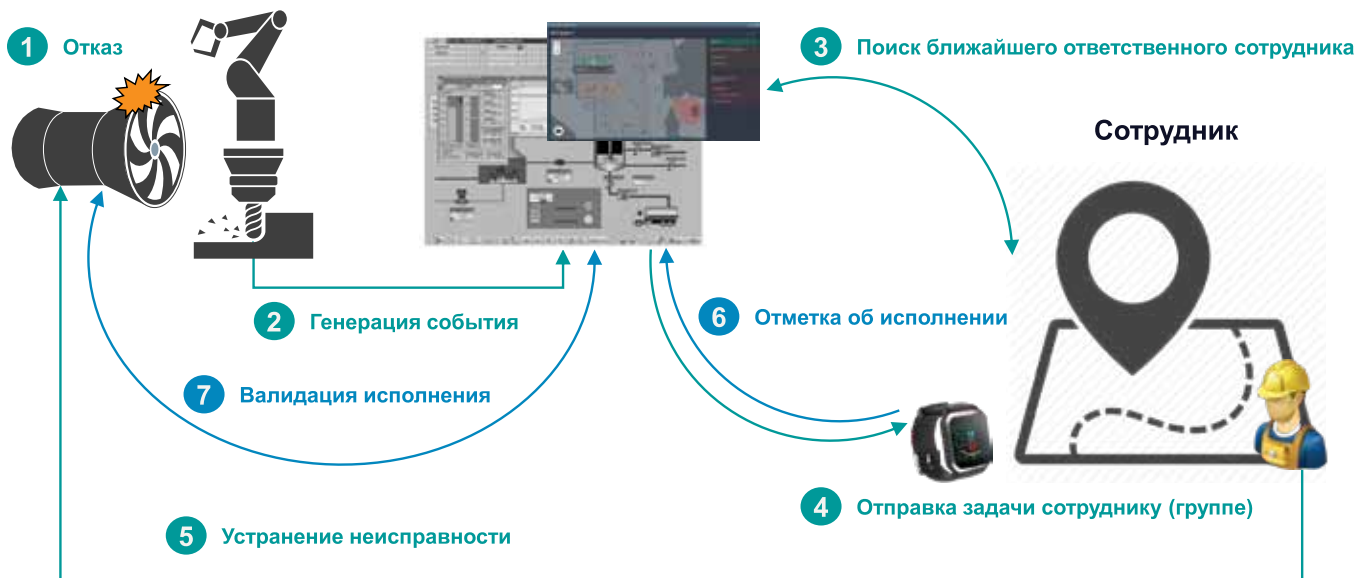 1 Отказ
3 Поиск ближайшего ответственного сотрудника
Сотрудник
2 Генерация события
6 Отметка об исполнении
7 Валидация исполнения
4 Отправка задачи сотруднику (группе)
5 Устранение неисправности